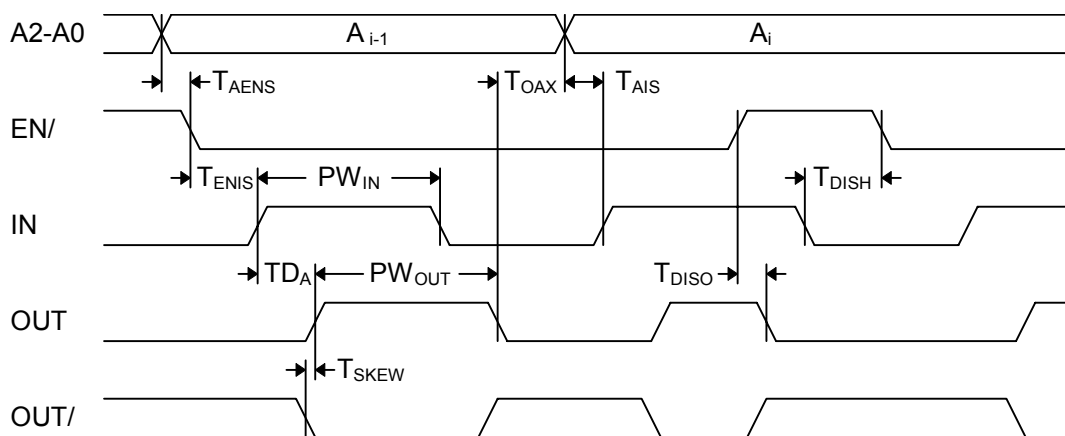 A2-A0 A i-1 Ai
TAENS TOAX TAIS
EN/
TENIS PWIN TDISH
IN
TDA PWOUT TDISO
OUT
TSKEW
OUT/